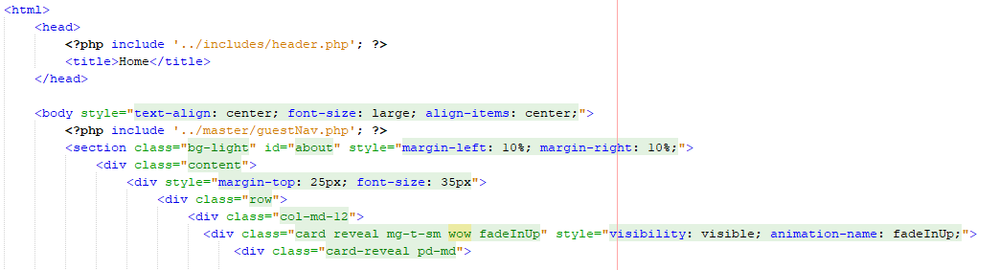 <html>
<head>
<?php include '../includes/header.php'; ?>
<title>Home</title>
</head>
<body style="text-align: center; font-size: large; align-items: center;">
<?php include '../master/guestNav.php'; ?>
<section class="bg-light" id="about" style="margin-left: 10%; margin-right: 10%;">
<div class="content">
<div style="margin-top: 25px; font-size: 35px">
<div class="row">
<div class="col-md-12">
<div class="card reveal mg-t-sm wow fadeInUp" style="visibility: visible; animation-name: fadeInUp;">
<div class="card-reveal pd-md">